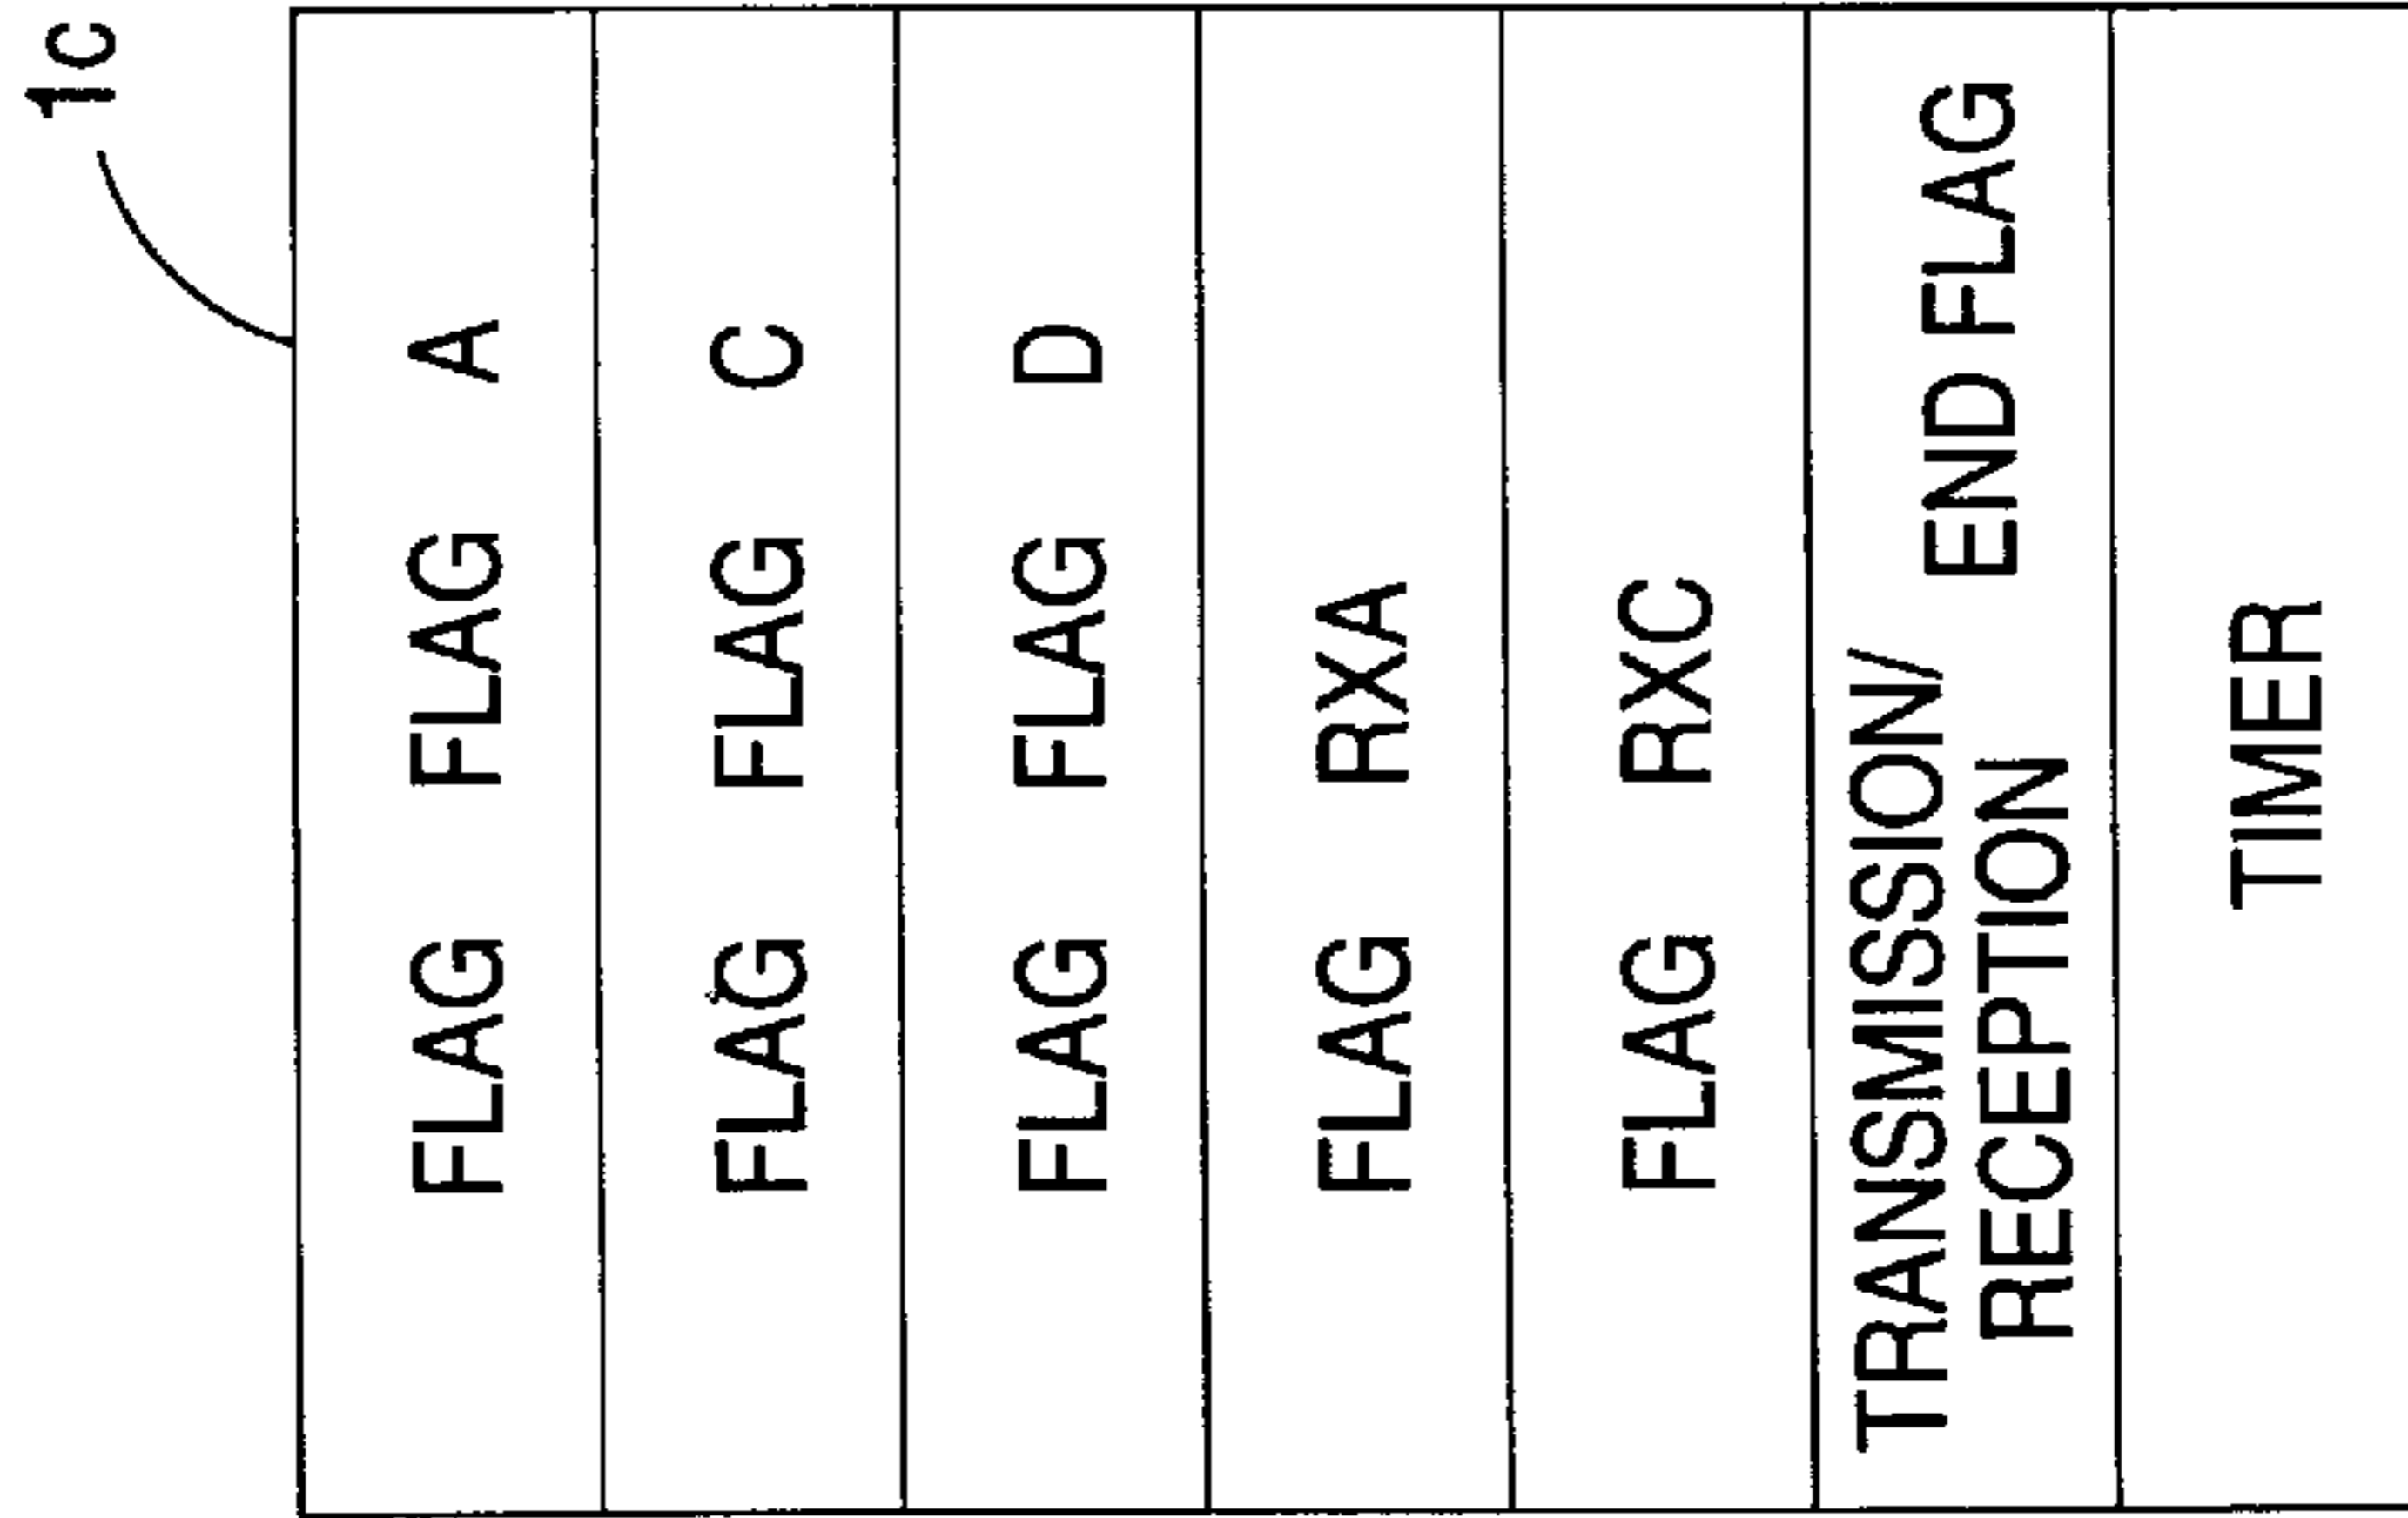 1c
FLAG FLAG A
FLAG FLAG C
FLAG FLAG D
FLAG RXA
FLAG RXC
TRANSMISSION/
RECEPTION END FLAG
TIMER